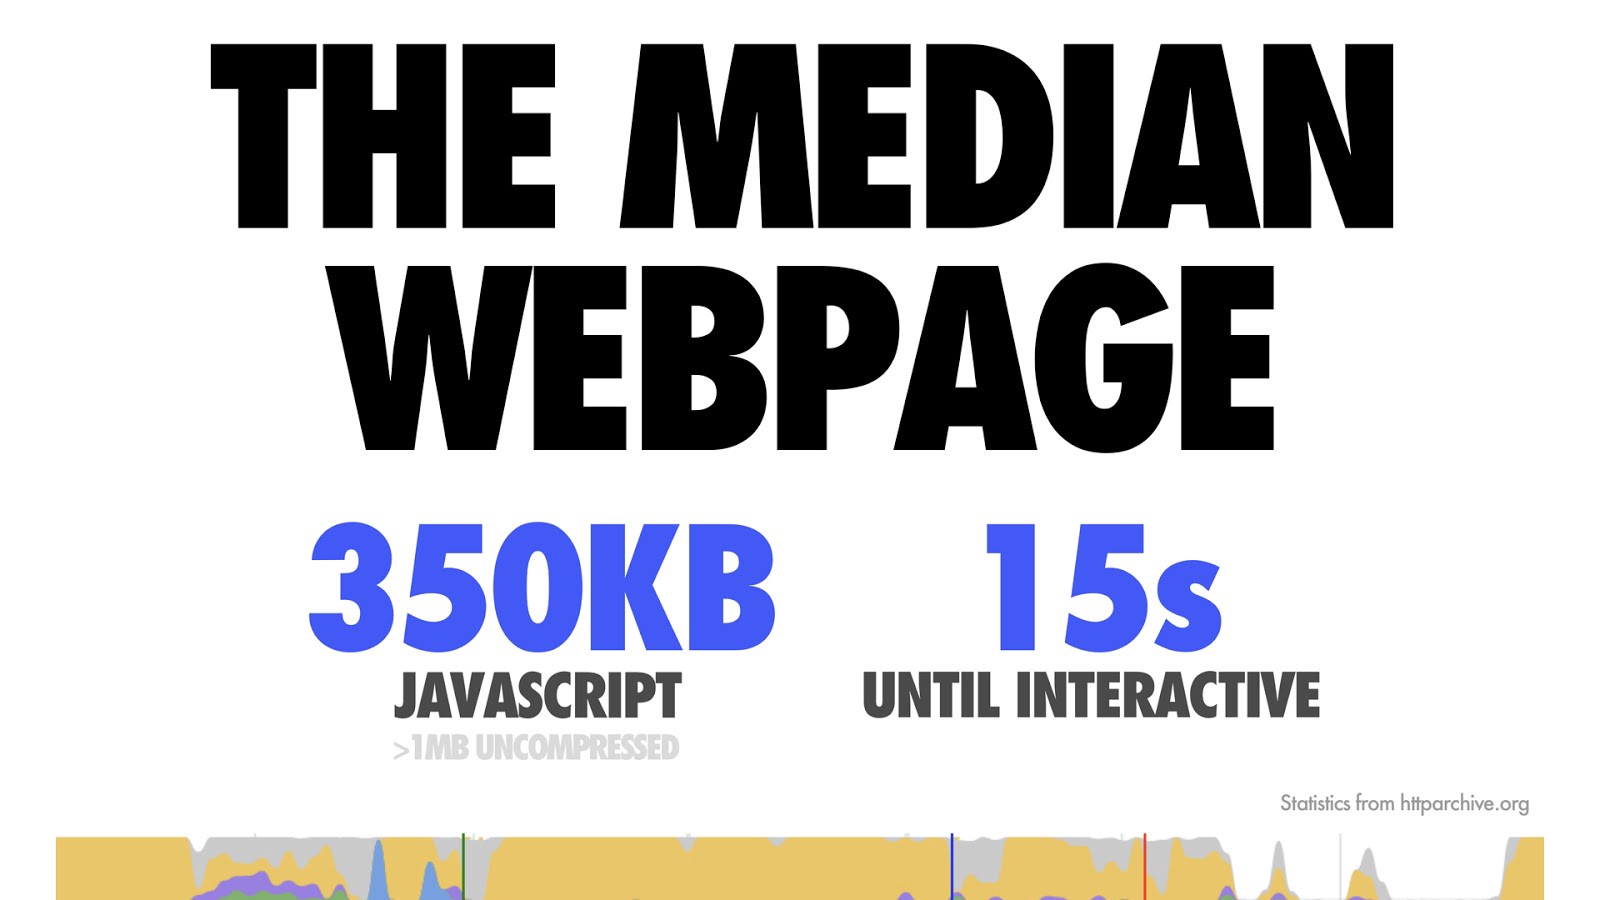 THE MEDIAN
WEBPAGE
350KB
JAVASCRIPT
>1MB UNCOMPRESSED
15s
UNTIL INTERACTIVE
Statistics from httparchive.org